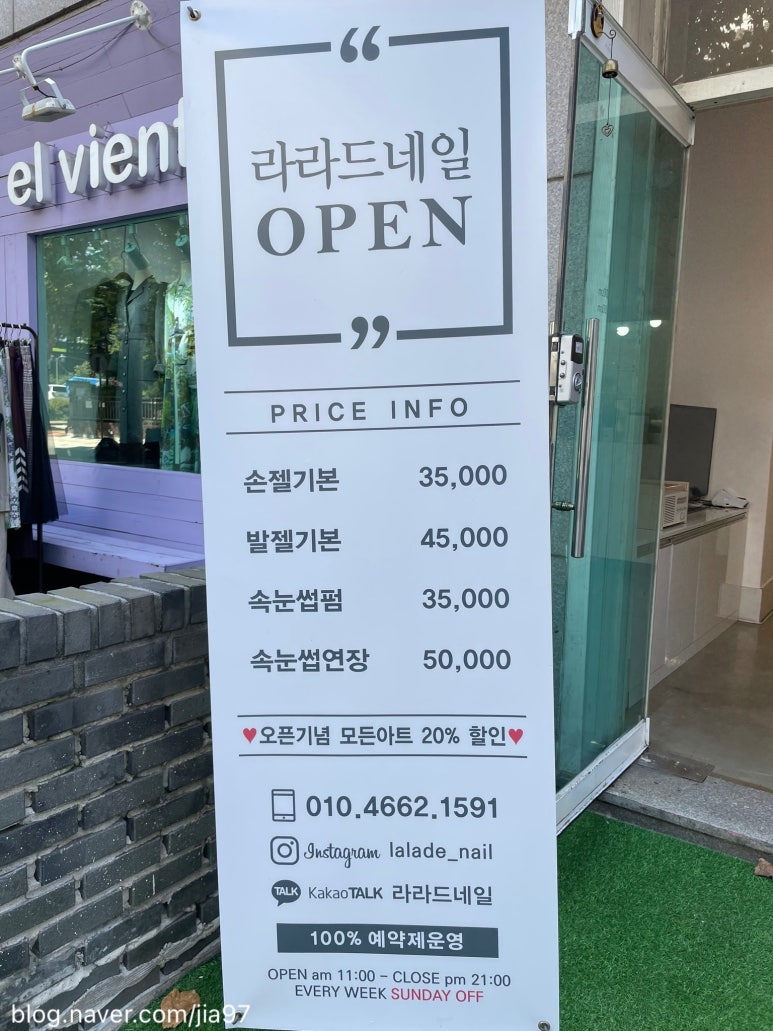 el vient
“
라라드네일
OPEN
”
PRICE INFO
손젤기본 35,000
발젤기본 45,000
속눈썹펌 35,000
속눈썹연장 50,000
♥오픈기념 모든아트 20% 할인♥
010.4662.1591
Instagram lalade_nail
TALK KakaoTALK 라라드네일
100% 예약제운영
OPEN am 11:00 - CLOSE pm 21:00
EVERY WEEK SUNDAY OFF
blog.naver.com/jia97